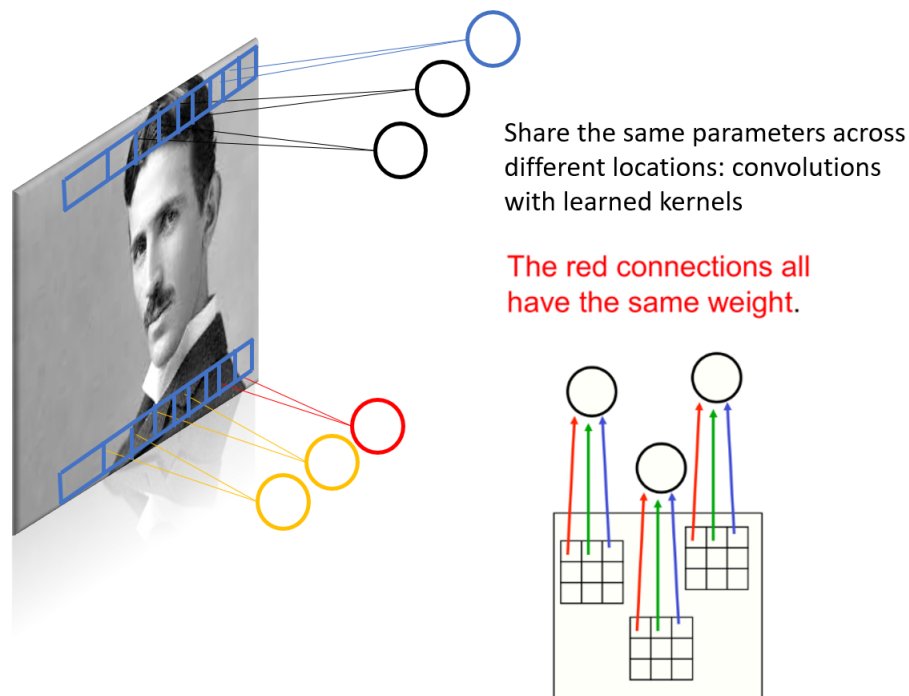 Share the same parameters across
different locations: convolutions
with learned kernels
The red connections all
have the same weight.